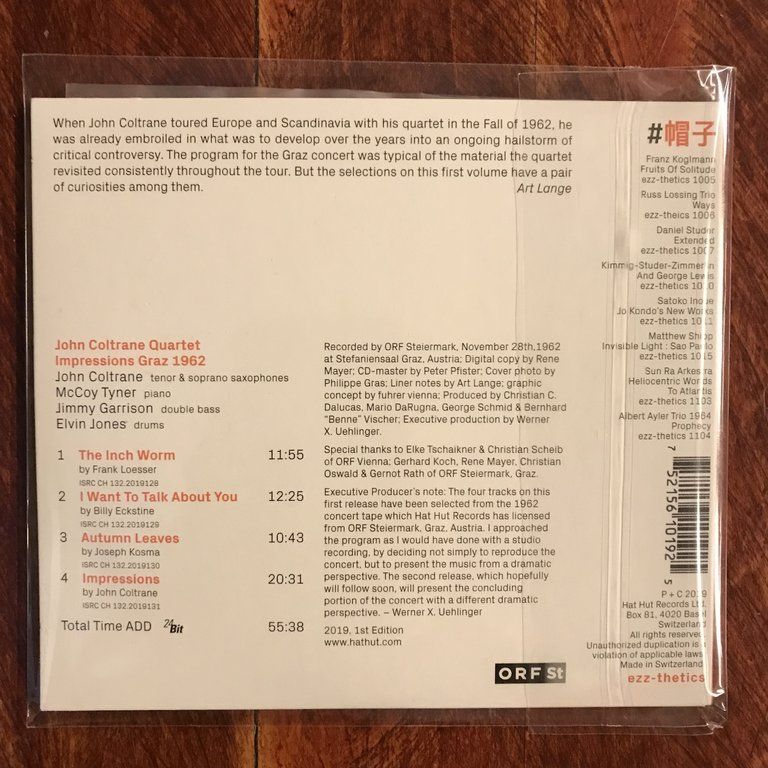 When John Coltrane toured Europe and Scandinavia with his quartet in the Fall of 1962, he
was already embroiled in what was to develop over the years into an ongoing hailstorm of
critical controversy. The program for the Graz concert was typical of the material the quartet
revisited consistently throughout the tour. But the selections on this first volume have a pair
of curiosities among them.
Art Lange
John Coltrane Quartet
Impressions Graz 1962
John Coltrane tenor & soprano saxophones
McCoy Tyner piano
Jimmy Garrison double bass
Elvin Jones drums
1 The Inch Worm 11:55
by Frank Loesser
ISRC CH 132.2019128
2 I Want To Talk About You 12:25
by Billy Eckstine
ISRC CH 132.2019129
3 Autumn Leaves 10:43
by Joseph Kosma
ISRC CH 132.2019130
4 Impressions 20:31
by John Coltrane
ISRC CH 132.2019131
Total Time ADD 24Bit 55:38
Recorded by ORF Steiermark, November 28th,1962
at Stefaniensaal Graz, Austria; Digital copy by Rene
Mayer; CD-master by Peter Pfister; Cover photo by
Philippe Gras; Liner notes by Art Lange; graphic
concept by fuhrer vienna; Produced by Christian C.
Dalucas, Mario DaRugna, George Schmid & Bernhard
“Benne” Vischer; Executive production by Werner
X. Uehlinger.
Special thanks to Elke Tschaikner & Christian Scheib
of ORF Vienna; Gerhard Koch, Rene Mayer, Christian
Oswald & Gernot Rath of ORF Steiermark, Graz.
Executive Producer's note: The four tracks on this
first release have been selected from the 1962
concert tape which Hat Hut Records has licensed
from ORF Steiermark, Graz, Austria. I approached
the program as I would have done with a studio
recording, by deciding not simply to reproduce the
concert, but to present the music from a dramatic
perspective. The second release, which hopefully
will follow soon, will present the concluding
portion of the concert with a different dramatic
perspective. – Werner X. Uehlinger
2019, 1st Edition
www.hathut.com
ORF St
#帽子
Franz Koglmann
Fruits Of Solitude
ezz-thetics 1005
Russ Lossing Trio
Ways
ezz-theics 1006
Daniel Studer
Extended
ezz-thetics 1007
Kimmig-Studer-Zimmerlin
And George Lewis
ezz-thetics 1010
Satoko Inoue
Jo Kondo's New Works
ezz-thetics 1011
Matthew Shipp
Invisible Light : Sao Paolo
ezz-thetics 1015
Sun Ra Arkestra
Heliocentric Words
To Atlantis
ezz-thetics 1103
Albert Ayler Trio 1964
Prophecy
ezz-thetics 1104
7 52156 10192 5
P + C 2019
Hat Hut Records Ltd.
Box 81, 4020 Basel
Switzerland
All rights reserved.
Unauthorized duplication is a
violation of applicable laws.
Made in Switzerland
ezz-thetics